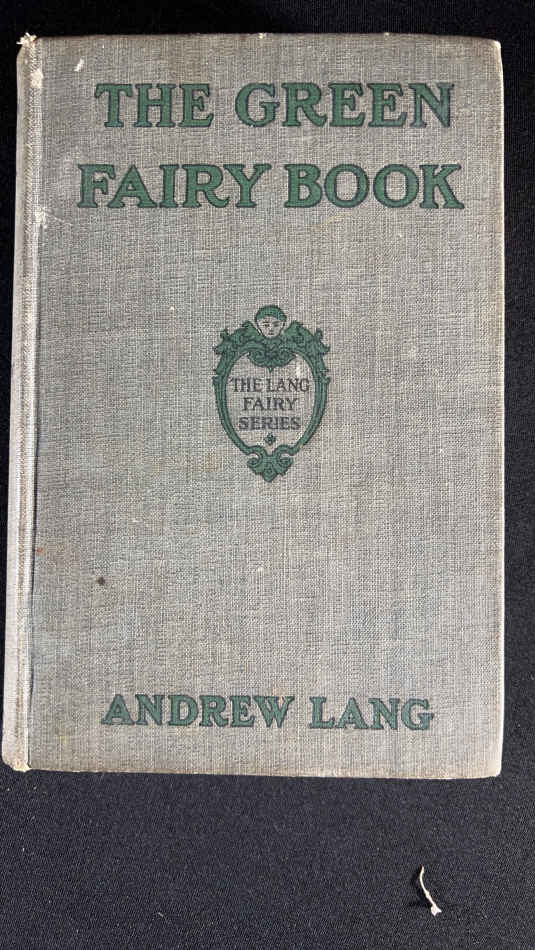 THE GREEN
FAIRY BOOK
THE LANG
FAIRY
SERIES
ANDREW LANG